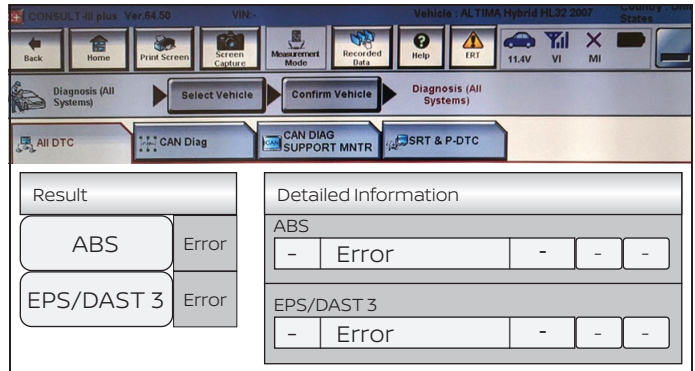 CONSULT-III plus Ver.64.50 VIN:- Vehicle : ALTIMA Hybrid HL32 2007 Country : United States
Back Home Print Screen Screen Capture Measurement Mode Recorded Data Help ERT 11.4V VI MI
Diagnosis (All Systems) Select Vehicle Confirm Vehicle Diagnosis (All Systems)
All DTC CAN Diag CAN DIAG SUPPORT MNTR SRT & P-DTC
Result Detailed Information
ABS Error
ABS
- Error - - -
EPS/DAST 3 Error
EPS/DAST 3
- Error - - -